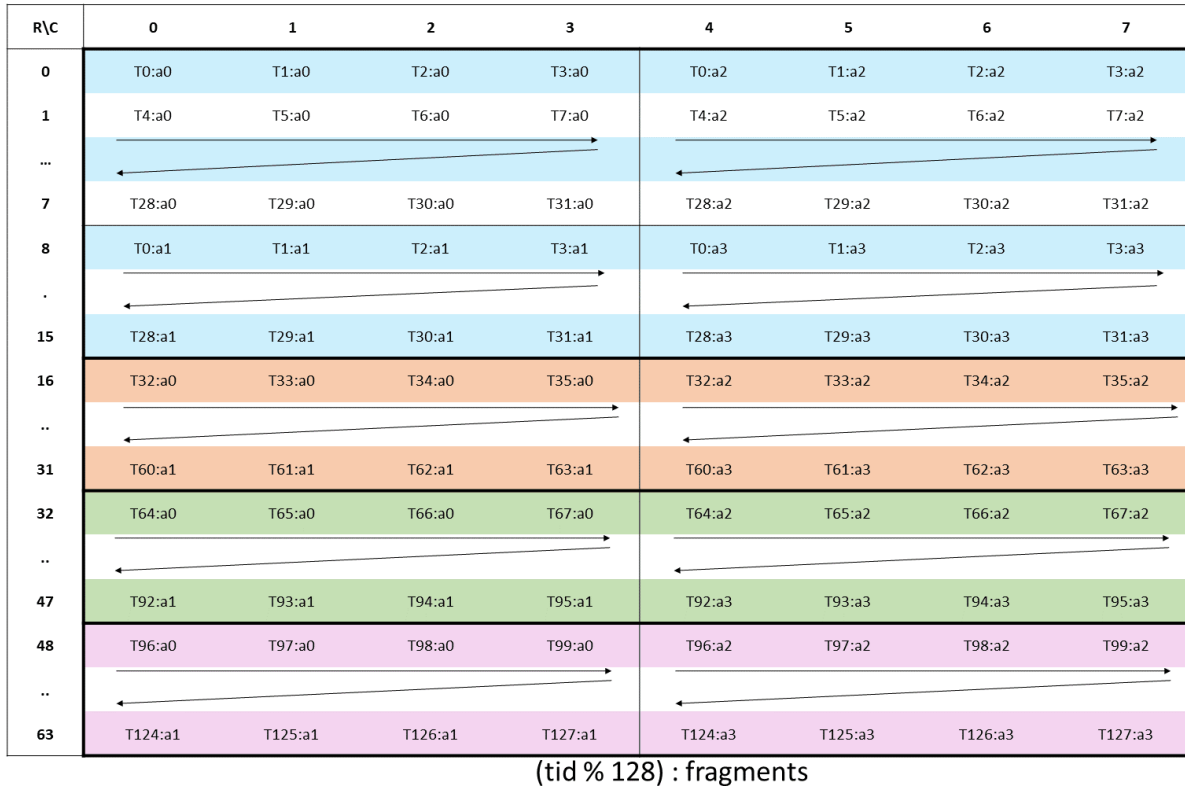 R\C 0 1 2 3 4 5 6 7
0 T0:a0 T1:a0 T2:a0 T3:a0 T0:a2 T1:a2 T2:a2 T3:a2
1 T4:a0 T5:a0 T6:a0 T7:a0 T4:a2 T5:a2 T6:a2 T7:a2
...
7 T28:a0 T29:a0 T30:a0 T31:a0 T28:a2 T29:a2 T30:a2 T31:a2
8 T0:a1 T1:a1 T2:a1 T3:a1 T0:a3 T1:a3 T2:a3 T3:a3
.
15 T28:a1 T29:a1 T30:a1 T31:a1 T28:a3 T29:a3 T30:a3 T31:a3
16 T32:a0 T33:a0 T34:a0 T35:a0 T32:a2 T33:a2 T34:a2 T35:a2
..
31 T60:a1 T61:a1 T62:a1 T63:a1 T60:a3 T61:a3 T62:a3 T63:a3
32 T64:a0 T65:a0 T66:a0 T67:a0 T64:a2 T65:a2 T66:a2 T67:a2
..
47 T92:a1 T93:a1 T94:a1 T95:a1 T92:a3 T93:a3 T94:a3 T95:a3
48 T96:a0 T97:a0 T98:a0 T99:a0 T96:a2 T97:a2 T98:a2 T99:a2
..
63 T124:a1 T125:a1 T126:a1 T127:a1 T124:a3 T125:a3 T126:a3 T127:a3
(tid % 128) : fragments